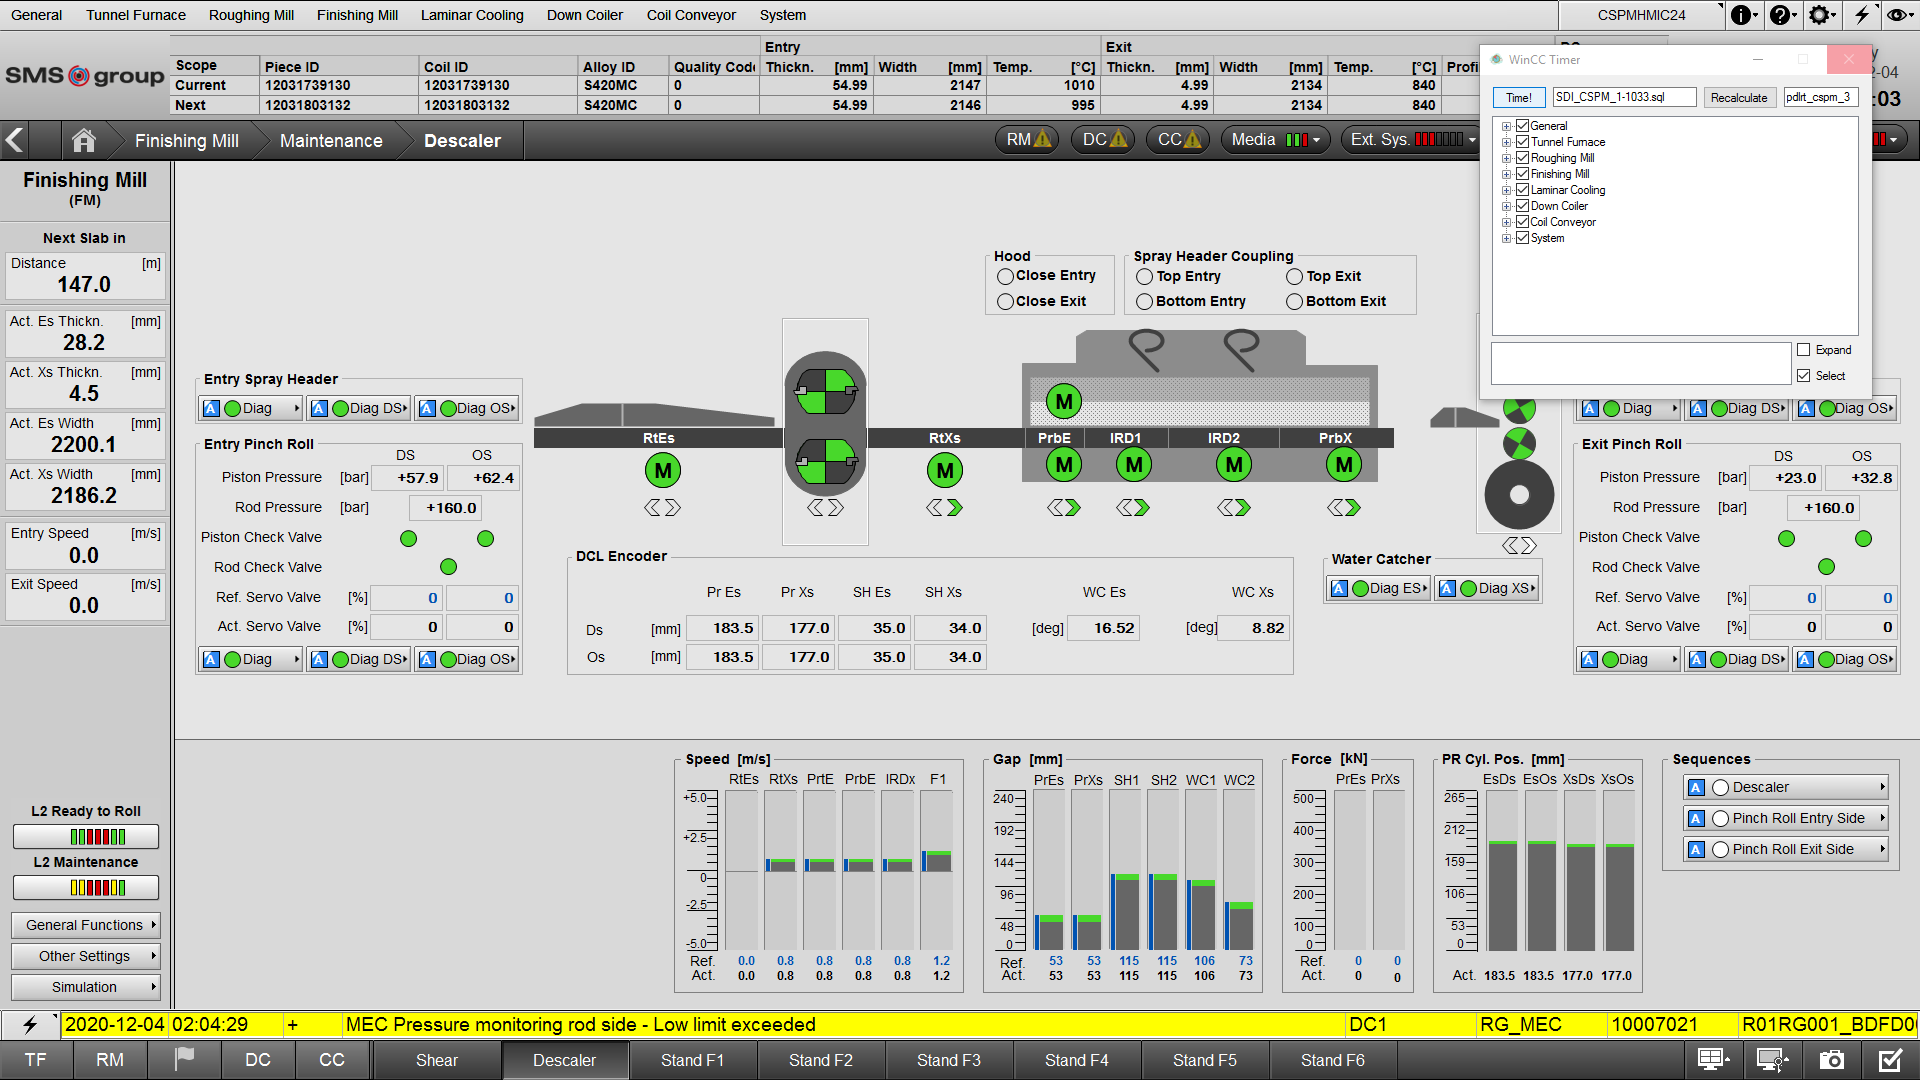 General Tunnel Furnace Roughing Mill Finishing Mill Laminar Cooling Down Coiler Coil Conveyor System CSPMHMIC24
SMS group
Entry Exit
Scope Piece ID Coil ID Alloy ID Quality Thickn. [mm] Width [mm] Temp. [°C] Thickn. [mm] Width [mm] Temp. [°C]
Current 12031739130 12031739130 S420MC 0 54.99 2147 1010 4.99 2134 840
Next 12031803132 12031803132 S420MC 0 54.99 2146 995 4.99 2134 840
Finishing Mill Maintenance Descaler RM DC CC Media Ext. Sys.
WinCC Timer
Time! SDI_CSPM_1-1033.sql Recalculate pdlrt_cspm_3
General
Tunnel Furnace
Roughing Mill
Finishing Mill
Laminar Cooling
Down Coiler
Coil Conveyor
System
Expand
Select
Finishing Mill
(FM)
Next Slab in
Distance [m]
147.0
Act. Es Thickn. [mm]
28.2
Act. Xs Thickn. [mm]
4.5
Act. Es Width [mm]
2200.1
Act. Xs Width [mm]
2186.2
Entry Speed [m/s]
0.0
Exit Speed [m/s]
0.0
L2 Ready to Roll
L2 Maintenance
General Functions
Other Settings
Simulation
Hood
Close Entry
Close Exit
Spray Header Coupling
Top Entry Top Exit
Bottom Entry Bottom Exit
Entry Spray Header
A Diag A Diag DS A Diag OS
Entry Pinch Roll
DS OS
Piston Pressure [bar] +57.9 +62.4
Rod Pressure [bar] +160.0
Piston Check Valve
Rod Check Valve
Ref. Servo Valve [%] 0 0
Act. Servo Valve [%] 0 0
A Diag A Diag DS A Diag OS
M
RtEs RtXs PrbE IRD1 IRD2 PrbX
M M M M M M
DCL Encoder
Pr Es Pr Xs SH Es SH Xs WC Es WC Xs
Ds [mm] 183.5 177.0 35.0 34.0 [deg] 16.52 [deg] 8.82
Os [mm] 183.5 177.0 35.0 34.0
Water Catcher
A Diag ES A Diag XS
A Diag A Diag DS A Diag OS
Exit Pinch Roll
DS OS
Piston Pressure [bar] +23.0 +32.8
Rod Pressure [bar] +160.0
Piston Check Valve
Rod Check Valve
Ref. Servo Valve [%] 0 0
Act. Servo Valve [%] 0 0
A Diag A Diag DS A Diag OS
Speed [m/s]
RtEs RtXs PrtE PrbE IRDx F1
+5.0
+2.5
0
-2.5
-5.0
Ref. 0.0 0.8 0.8 0.8 0.8 1.2
Act. 0.0 0.8 0.8 0.8 0.8 1.2
Gap [mm]
PrEs PrXs SH1 SH2 WC1 WC2
240
192
144
96
48
0
Ref. 53 53 115 115 106 73
Act. 53 53 115 115 106 73
Force [kN]
PrEs PrXs
500
400
300
200
100
0
Ref. 0 0
Act. 0 0
PR Cyl. Pos. [mm]
EsDs EsOs XsDs XsOs
265
212
159
106
53
0
Act. 183.5 183.5 177.0 177.0
Sequences
A Descaler
A Pinch Roll Entry Side
A Pinch Roll Exit Side
2020-12-04 02:04:29 + MEC Pressure monitoring rod side - Low limit exceeded DC1 RG_MEC 10007021
TF RM DC CC Shear Descaler Stand F1 Stand F2 Stand F3 Stand F4 Stand F5 Stand F6